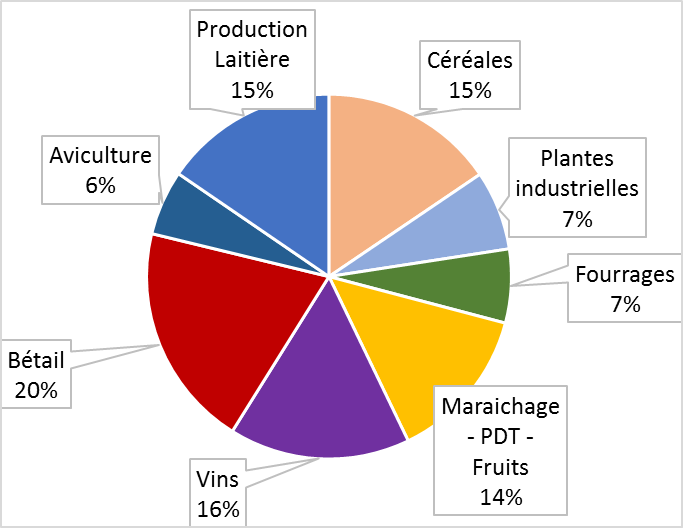 Production
Laitière
15%
Céréales
15%
Plantes
industrielles
7%
Fourrages
7%
Maraichage
- PDT -
Fruits
14%
Vins
16%
Bétail
20%
Aviculture
6%